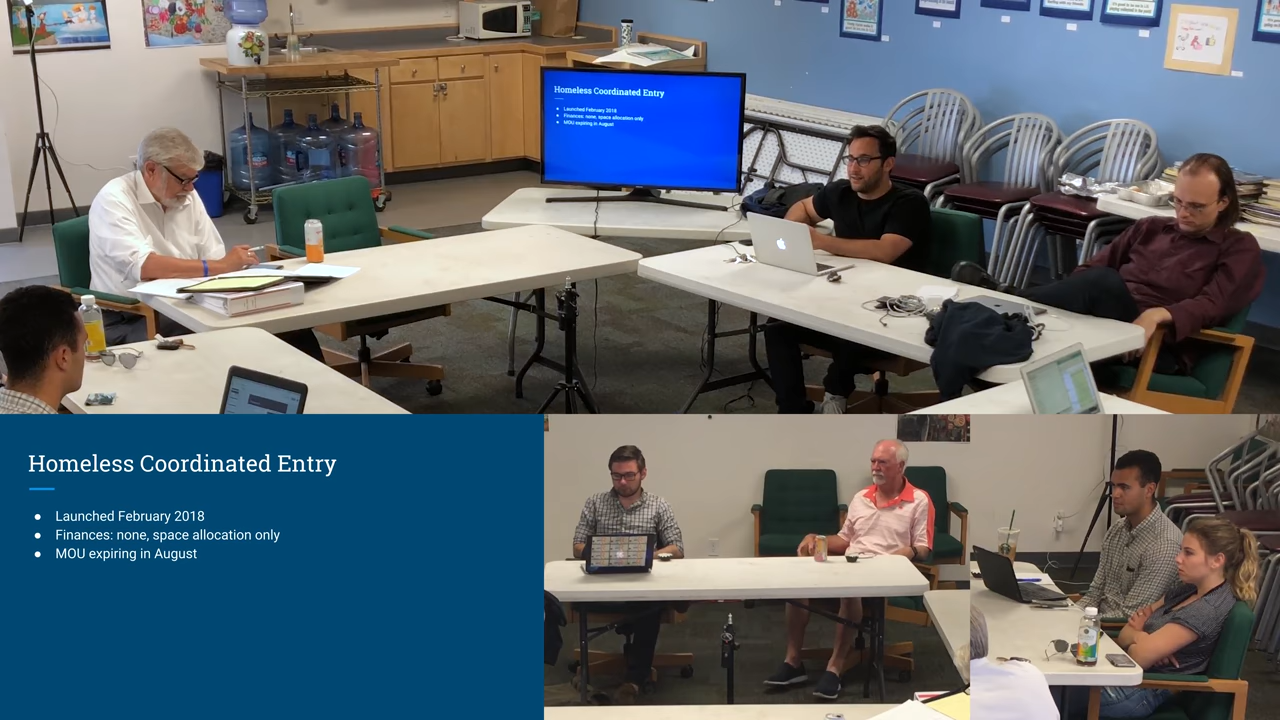 Homeless Coordinated Entry
Launched February 2018
Finances: none, space allocation only
MOU expiring in August
Homeless Coordinated Entry
● Launched February 2018
● Finances: none, space allocation only
● MOU expiring in August